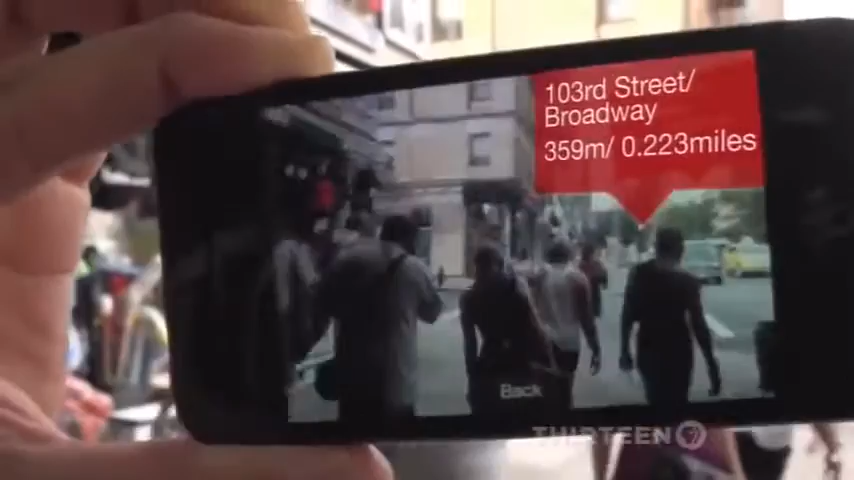 103rd Street/
Broadway
359m/ 0.223miles
Back
THIRTEEN